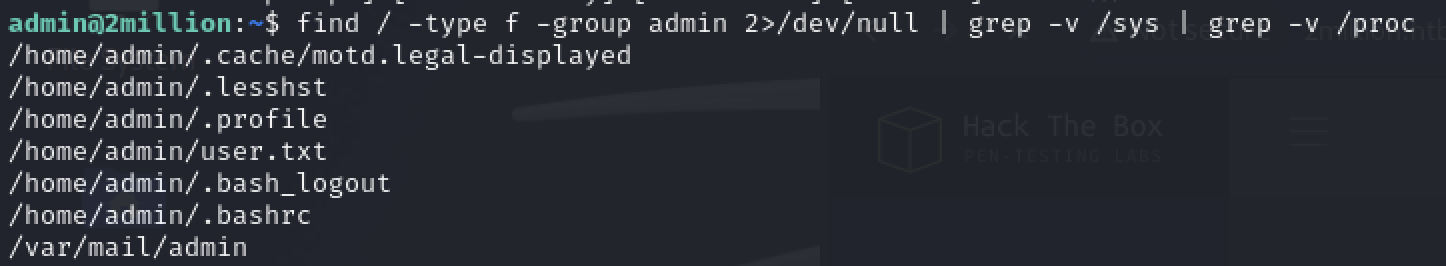 admin@2million:~$ find / -type f -group admin 2>/dev/null | grep -v /sys | grep -v /proc
/home/admin/.cache/motd.legal-displayed
/home/admin/.lesshst
/home/admin/.profile
/home/admin/user.txt
/home/admin/.bash_logout
/home/admin/.bashrc
/var/mail/admin
Hack The Box
PEN-TESTING LABS